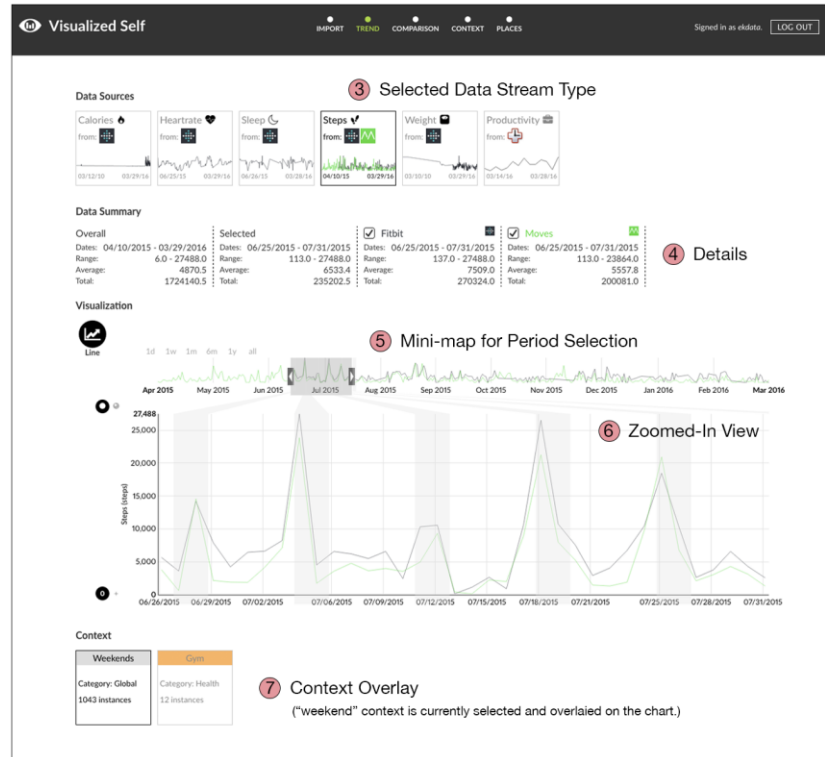 Visualized Self
IMPORT TREND COMPARISON CONTEXT PLACES
Signed in as ekdata. LOG OUT
3 Selected Data Stream Type
Data Sources
Calories Heartrate Sleep Steps Weight Productivity
from: from: from: from: from: from:
03/12/10 03/29/16 06/25/15 03/29/16 06/26/15 03/28/16 04/10/15 03/29/16 03/10/10 03/29/16 03/14/16 03/28/16
Data Summary
Overall Selected Fitbit Moves
Dates: 04/10/2015 - 03/29/2016 Dates: 06/25/2015 - 07/31/2015 Dates: 06/25/2015 - 07/31/2015 Dates: 06/25/2015 - 07/31/2015
Range: 6.0 - 27488.0 Range: 113.0 - 27488.0 Range: 137.0 - 27488.0 Range: 113.0 - 23864.0
Average: 4870.5 Average: 6533.4 Average: 7509.0 Average: 5557.8
Total: 1724140.5 Total: 235202.5 Total: 270324.0 Total: 200081.0
4 Details
Visualization
Line
5 Mini-map for Period Selection
1d 1w 1m 6m 1y all
Apr 2015 May 2015 Jun 2015 Jul 2015 Aug 2015 Sep 2015 Oct 2015 Nov 2015 Dec 2015 Jan 2016 Feb 2016 Mar 2016
27,488
6 Zoomed-In View
25,000
20,000
15,000
Steps (steps)
10,000
5,000
0
0
06/26/2015 06/29/2015 07/02/2015 07/06/2015 07/09/2015 07/12/2015 07/15/2015 07/18/2015 07/21/2015 07/25/2015 07/28/2015 07/31/2015
Context
Weekends Gym
Category: Global Category: Health
1043 instances 12 instances
7 Context Overlay
("weekend" context is currently selected and overlaied on the chart.)